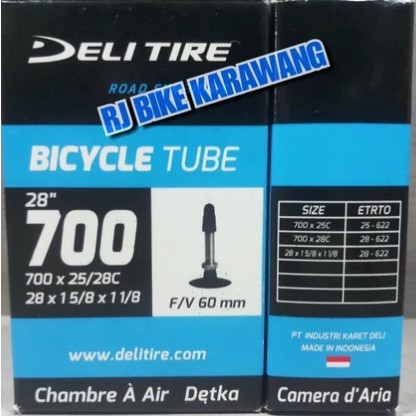 DELI TIRE
ROAD
RJ BIKE KARAWANG
BICYCLE TUBE
28"
700
700 x 25/28C
28 x 1 5/8 x 1 1/8
F/V 60 mm
www.delitire.com
Chambre À Air Dętka
SIZE ETRTO
700 x 25C 25 - 622
700 x 28C 28 - 622
28 x 1 5/8 x 1 1/8 28 - 622
PT INDUSTRI KARET DELI
MADE IN INDONESIA
Camera d'Aria